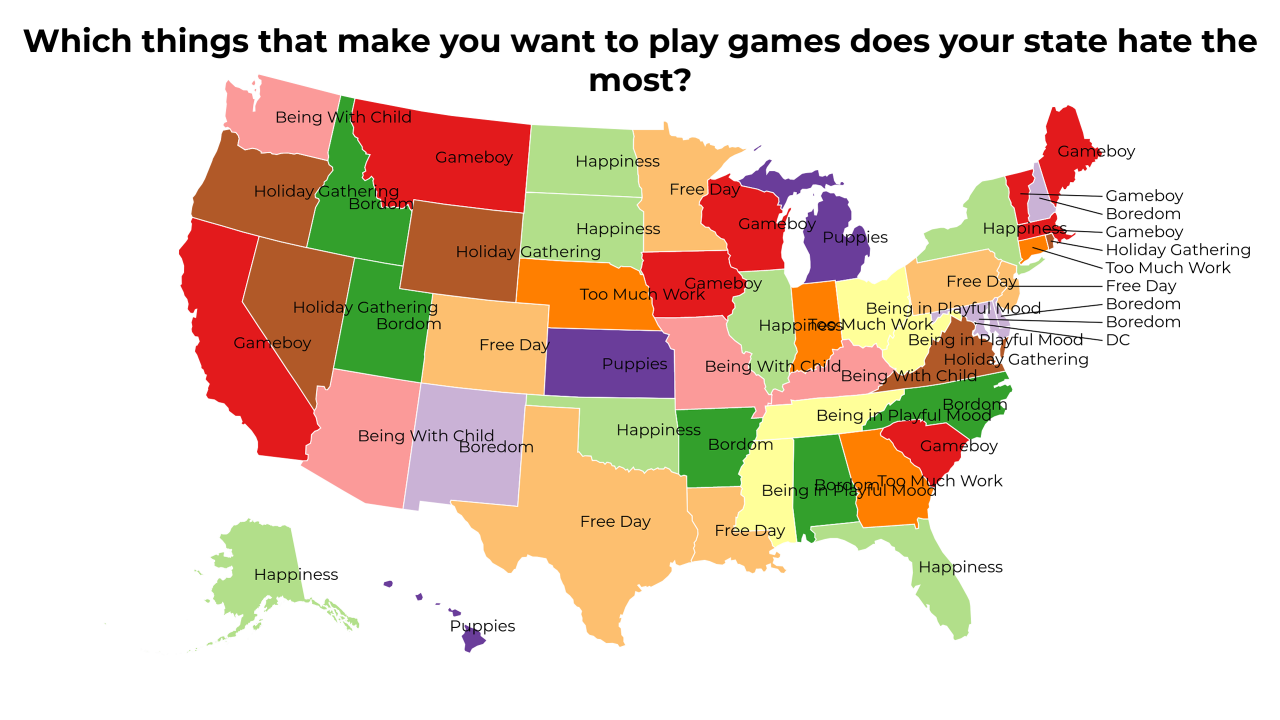 Which things that make you want to play games does your state hate the
most?
Being With Child
Gameboy
Gameboy
Happiness
Holiday Gathering
Bordom
Free Day
Gameboy
Boredom
Gameboy
Happiness
Gameboy
Happiness
Puppies
Holiday Gathering
Holiday Gathering
Too Much Work
Free Day
Free Day
Gameboy
Too Much Work
Boredom
Holiday Gathering
Being in Playful Mood
Bordom
Happiness
Too Much Work
Boredom
Gameboy
Free Day
Being in Playful Mood
DC
Puppies
Being With Child
Holiday Gathering
Being With Child
Bordom
Being in Playful Mood
Happiness
Being With Child
Boredom
Bordom
Gameboy
Too Much Work
Bordom
Being in Playful Mood
Free Day
Free Day
Happiness
Happiness
Puppies